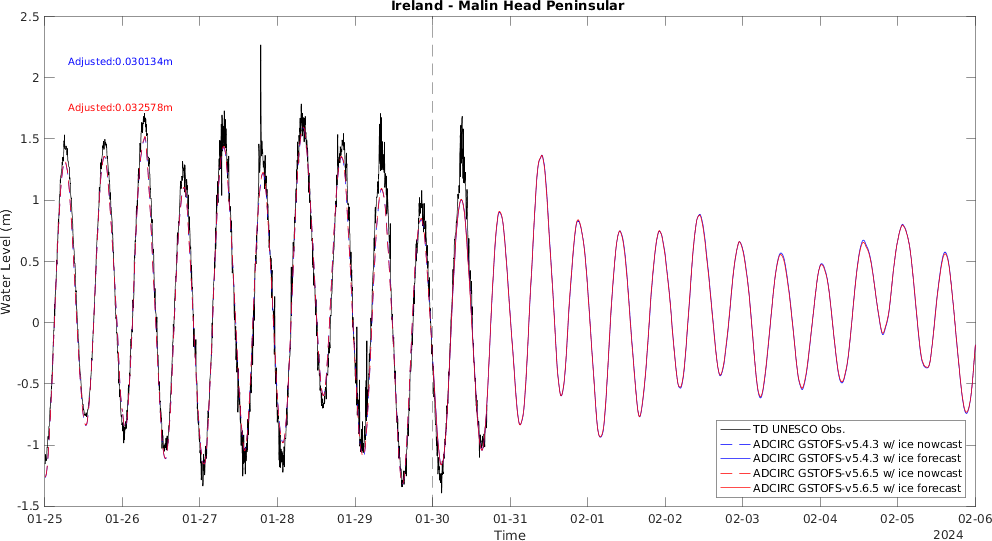 Ireland - Malin Head Peninsular
2.5
2
1.5
1
0.5
0
-0.5
-1
-1.5
Water Level (m)
Adjusted:0.030134m
Adjusted:0.032578m
TD UNESCO Obs.
ADCIRC GSTOFS-v5.4.3 w/ ice nowcast
ADCIRC GSTOFS-v5.4.3 w/ ice forecast
ADCIRC GSTOFS-v5.6.5 w/ ice nowcast
ADCIRC GSTOFS-v5.6.5 w/ ice forecast
01-25 01-26 01-27 01-28 01-29 01-30 01-31 02-01 02-02 02-03 02-04 02-05 02-06
Time
2024